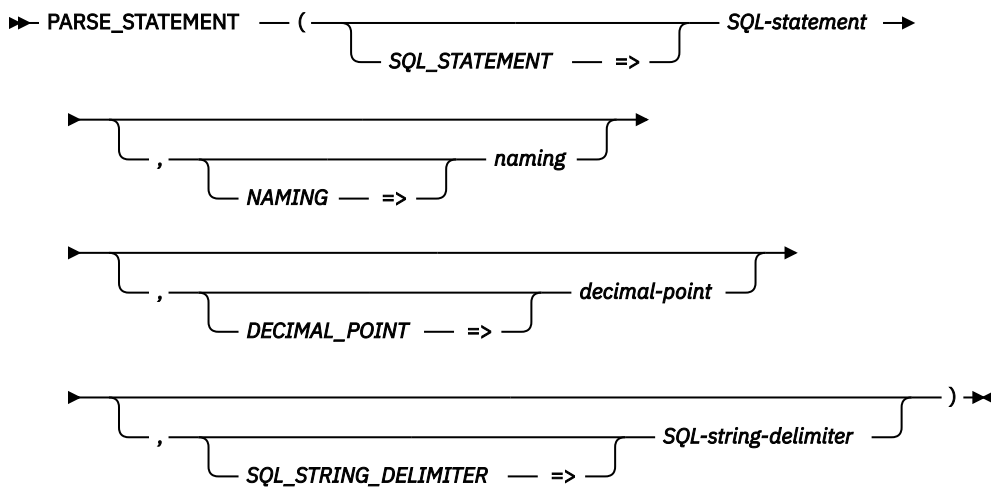 PARSE_STATEMENT ( SQL-statement
SQL_STATEMENT =>
, naming
NAMING =>
, decimal-point
DECIMAL_POINT =>
)
, SQL-string-delimiter
SQL_STRING_DELIMITER =>